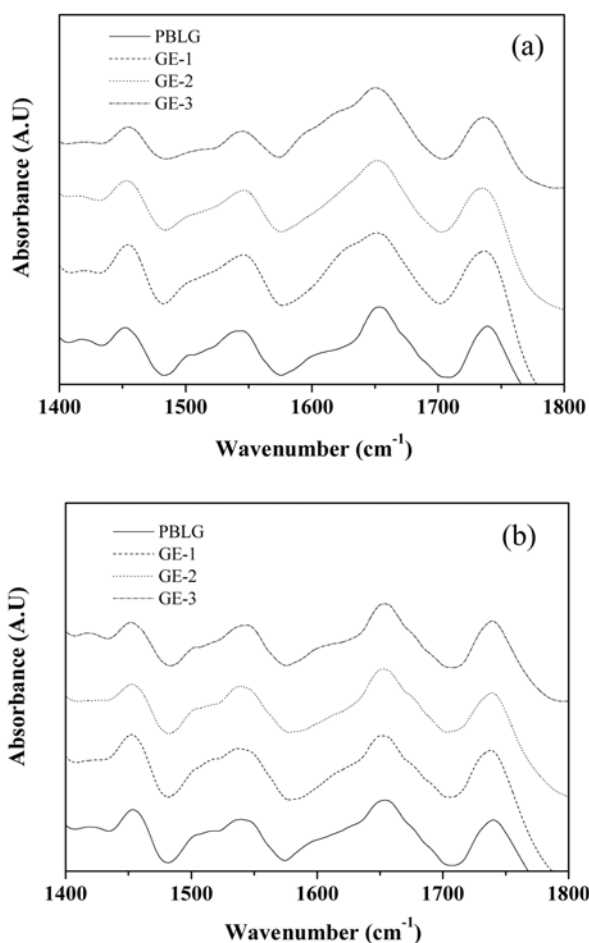 (a)
PBLG
GE-1
GE-2
GE-3
Absorbance (A.U)
1400 1500 1600 1700 1800
Wavenumber (cm⁻¹)
(b)
PBLG
GE-1
GE-2
GE-3
Absorbance (A.U)
1400 1500 1600 1700 1800
Wavenumber (cm⁻¹)